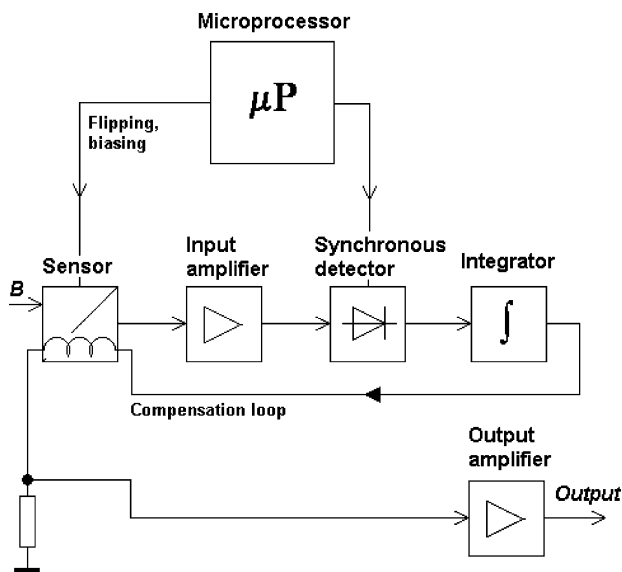 Microprocessor
μP
Flipping,
biasing
Sensor
Input
amplifier
Synchronous
detector
Integrator
B
∫
Compensation loop
Output
amplifier
Output